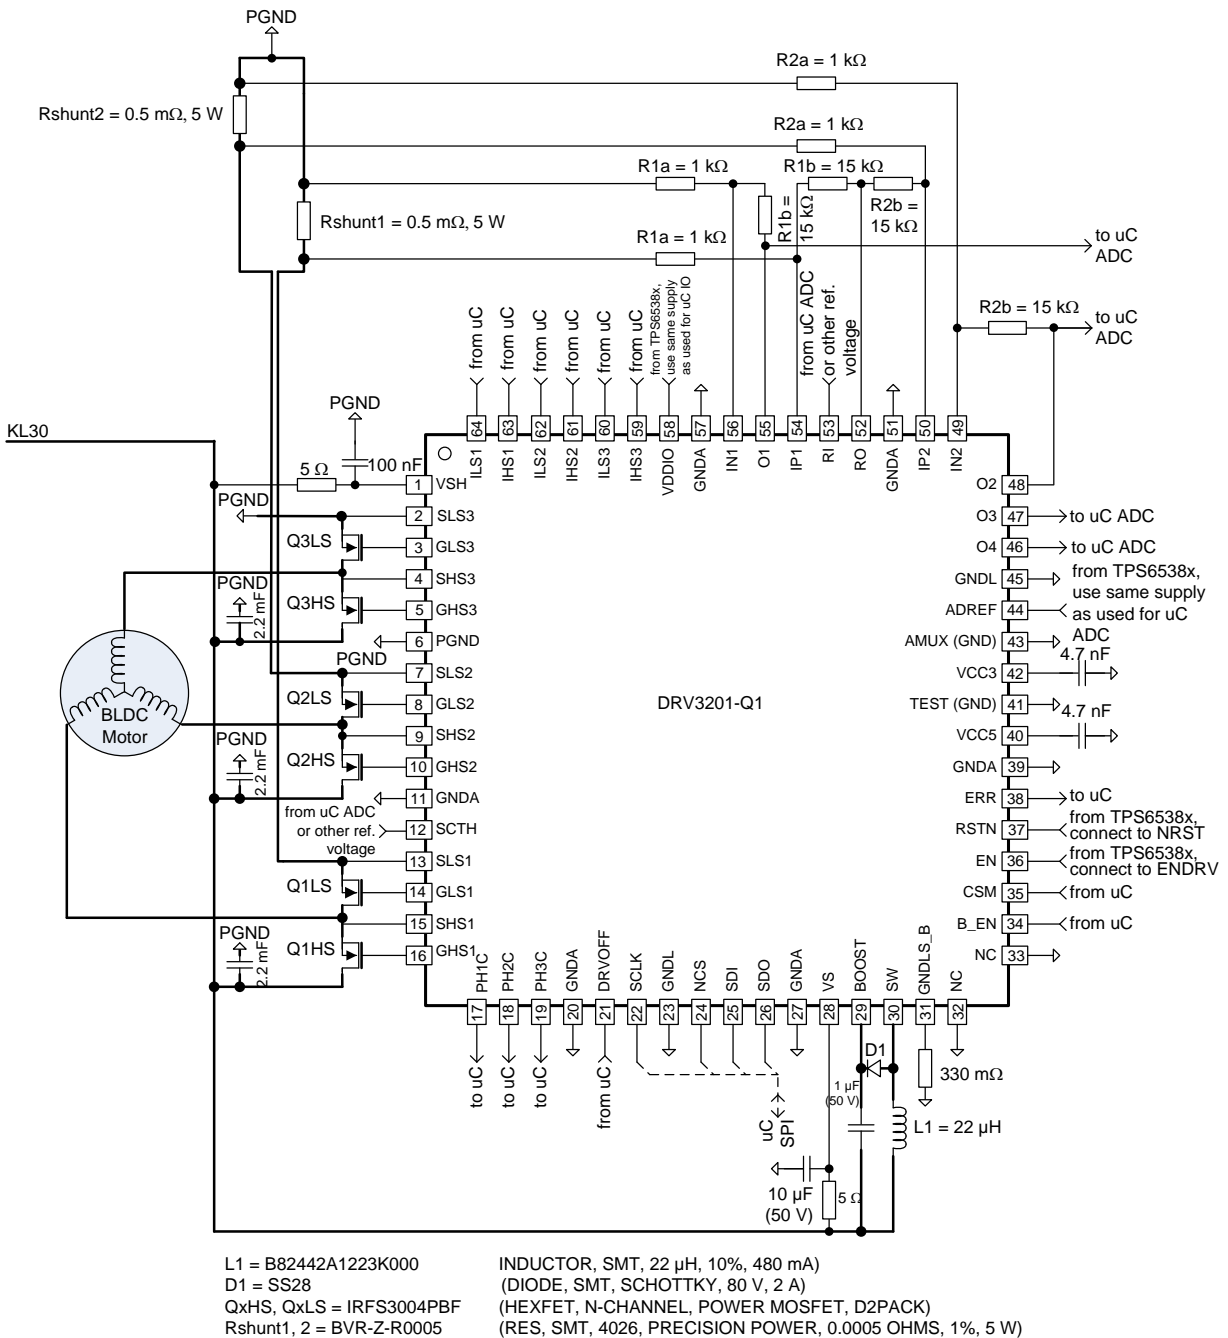 PGND
R2a = 1 kΩ
Rshunt2 = 0.5 mΩ, 5 W
R2a = 1 kΩ
R1a = 1 kΩ
R1b = 15 kΩ
R1b =
15 kΩ
R2b =
15 kΩ
Rshunt1 = 0.5 mΩ, 5 W
R1a = 1 kΩ
to uC
ADC
R2b = 15 kΩ
to uC
ADC
from uC
from uC
from uC
from uC
from uC
from uC
from TPS6538x,
use same supply
as used for uC IO
from uC ADC
or other ref.
voltage
KL30
PGND
5 Ω
100 nF
64
63
62
61
60
59
58
57
56
55
54
53
52
51
50
49
ILS1
IHS1
ILS2
IHS2
ILS3
IHS3
VDDIO
GNDA
IN1
O1
IP1
RI
RO
GNDA
IP2
IN2
1 VSH
PGND
2 SLS3
Q3LS
3 GLS3
4 SHS3
PGND
2.2 mF
Q3HS
5 GHS3
6 PGND
PGND
7 SLS2
Q2LS
8 GLS2
9 SHS2
PGND
2.2 mF
Q2HS
10 GHS2
11 GNDA
from uC ADC
or other ref.
voltage
12 SCTH
13 SLS1
Q1LS
14 GLS1
15 SHS1
PGND
2.2 mF
Q1HS
16 GHS1
BLDC
Motor
DRV3201-Q1
O2 48
O3 47 to uC ADC
O4 46 to uC ADC
GNDL 45
ADREF 44
from TPS6538x,
use same supply
as used for uC
ADC
AMUX (GND) 43
4.7 nF
VCC3 42
TEST (GND) 41
4.7 nF
VCC5 40
GNDA 39
ERR 38 to uC
RSTN 37
from TPS6538x,
connect to NRST
EN 36
from TPS6538x,
connect to ENDRV
CSM 35 from uC
B_EN 34 from uC
NC 33
PH1C
PH2C
PH3C
GNDA
DRVOFF
SCLK
GNDL
NCS
SDI
SDO
GNDA
VS
BOOST
SW
GNDLS_B
NC
17
18
19
20
21
22
23
24
25
26
27
28
29
30
31
32
to uC
to uC
to uC
from uC
uC
SPI
D1
1 µF
(50 V)
330 mΩ
L1 = 22 µH
10 µF
(50 V)
5 Ω
L1 = B82442A1223K000 INDUCTOR, SMT, 22 µH, 10%, 480 mA)
D1 = SS28 (DIODE, SMT, SCHOTTKY, 80 V, 2 A)
QxHS, QxLS = IRFS3004PBF (HEXFET, N-CHANNEL, POWER MOSFET, D2PACK)
Rshunt1, 2 = BVR-Z-R0005 (RES, SMT, 4026, PRECISION POWER, 0.0005 OHMS, 1%, 5 W)